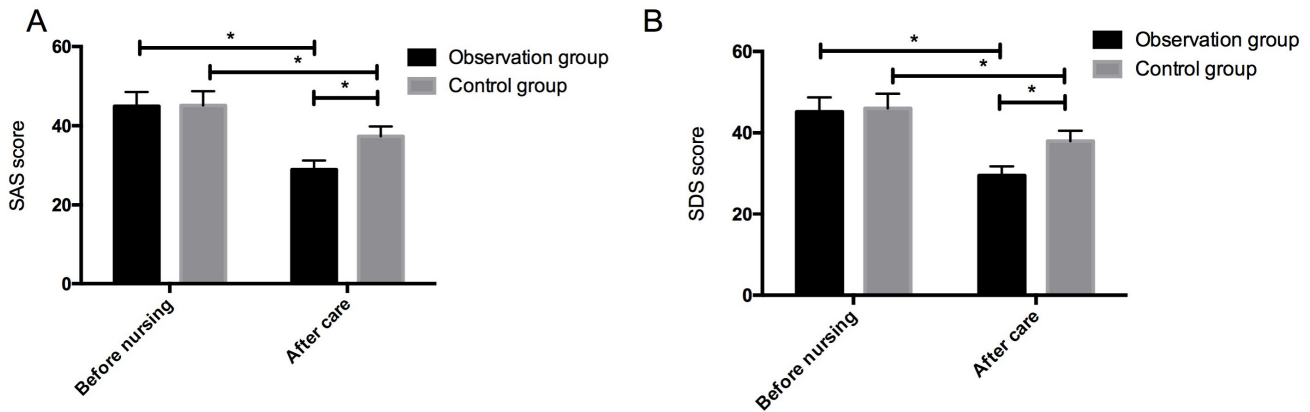 A
SAS score
60
40
20
0
*
*
*
Observation group
Control group
Before nursing
After care
B
SDS score
60
40
20
0
*
*
*
Observation group
Control group
Before nursing
After care